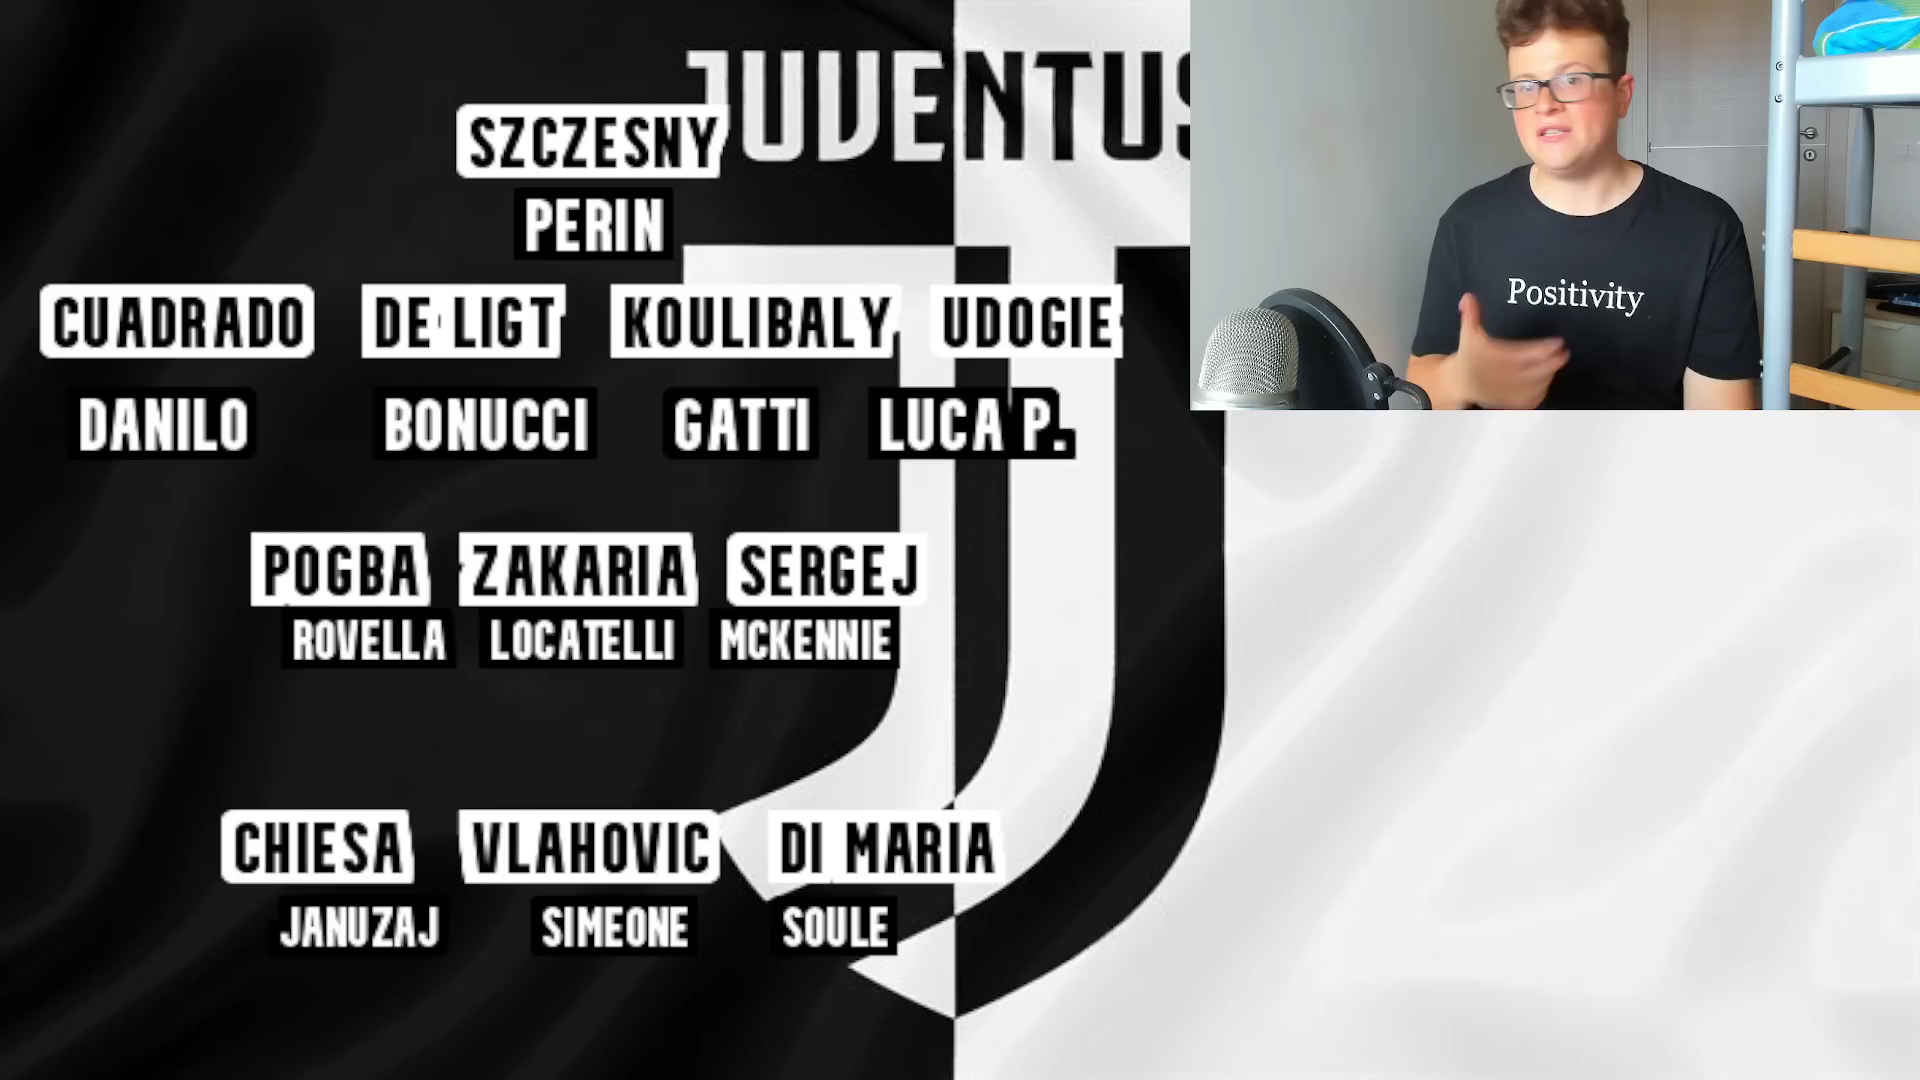 JUVENTUS
SZCZESNY
PERIN
CUADRADO DE LIGT KOULIBALY UDOGIE
DANILO BONUCCI GATTI LUCA P.
POGBA ZAKARIA SERGEJ
ROVELLA LOCATELLI MCKENNIE
CHIESA VLAHOVIC DI MARIA
JANUZAJ SIMEONE SOULE
Positivity